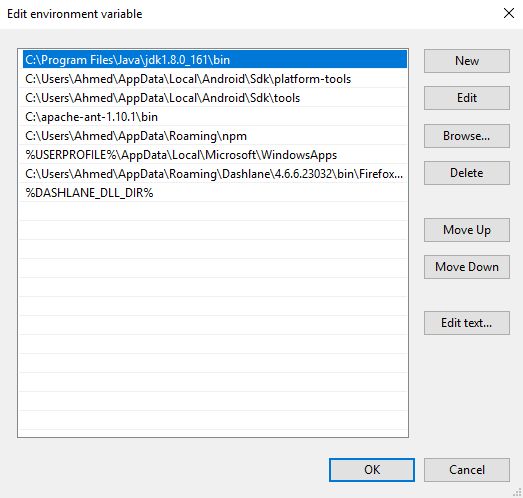 Edit environment variable
C:\Program Files\Java\jdk1.8.0_161\bin
C:\Users\Ahmed\AppData\Local\Android\Sdk\platform-tools
C:\Users\Ahmed\AppData\Local\Android\Sdk\tools
C:\apache-ant-1.10.1\bin
C:\Users\Ahmed\AppData\Roaming\npm
%USERPROFILE%\AppData\Local\Microsoft\WindowsApps
C:\Users\Ahmed\AppData\Roaming\Dashlane\4.6.6.23032\bin\Firefox...
%DASHLANE_DLL_DIR%
New
Edit
Browse...
Delete
Move Up
Move Down
Edit text...
OK
Cancel